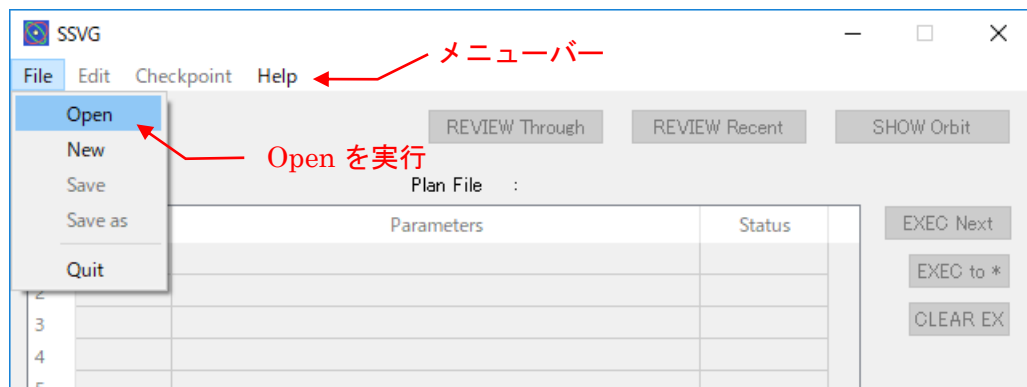 SSVG
メニューバー
File Edit Checkpoint Help
Open
New
Save
Save as
Quit
Open を実行
REVIEW Through REVIEW Recent SHOW Orbit
Plan File :
Parameters Status
EXEC Next
EXEC to *
CLEAR EX
3
4